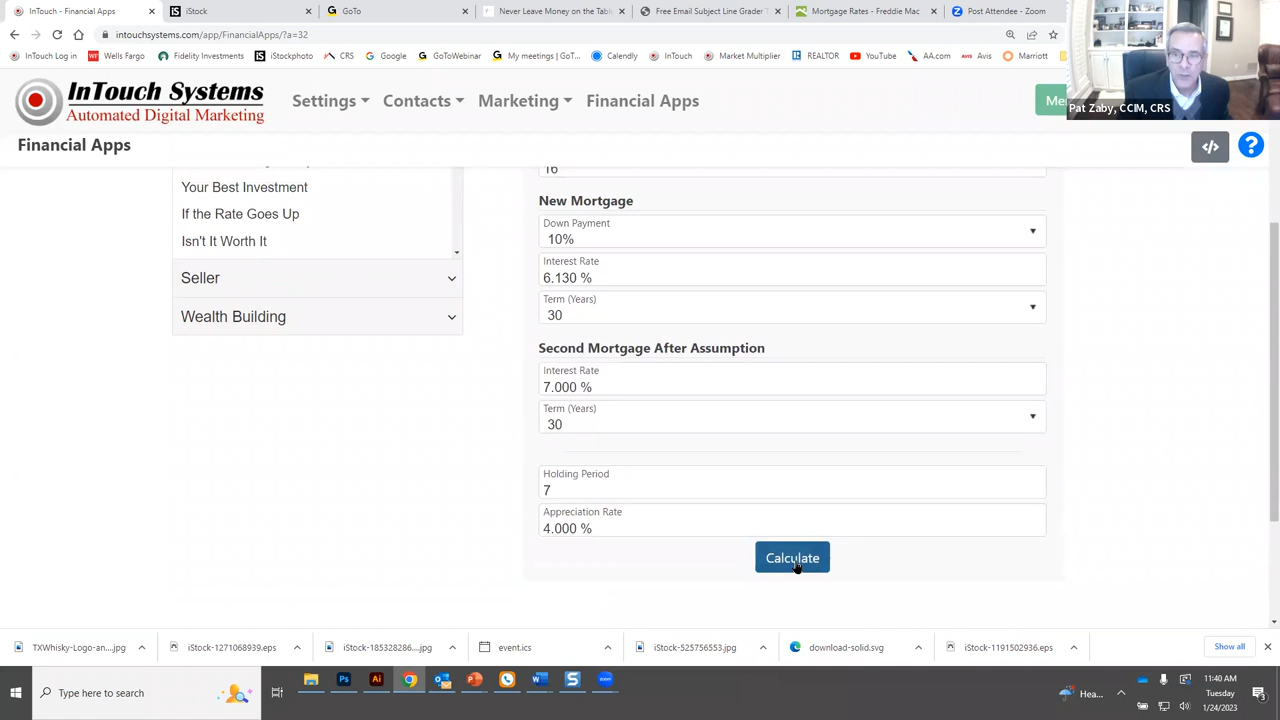 InTouch - Financial Apps
iStock
GoTo
Never Leave Money on the Tabl
Free Email Subject Line Grader T
Mortgage Rates - Freddie Mac
Post Attendee - Zoom
intouchsystems.com/app/FinancialApps/?a=32
InTouch Log in
Wells Fargo
Fidelity Investments
iStockphoto
CRS
Google
GoToWebinar
My meetings | GoT...
Calendly
InTouch
Market Multiplier
REALTOR
YouTube
AA.com
Avis
Marriott
InTouch Systems
Automated Digital Marketing
Settings
Contacts
Marketing
Financial Apps
Me
Pat Zaby, CCIM, CRS
Financial Apps
</>
?
16
Your Best Investment
If the Rate Goes Up
Isn't It Worth It
Seller
Wealth Building
New Mortgage
Down Payment
10%
Interest Rate
6.130 %
Term (Years)
30
Second Mortgage After Assumption
Interest Rate
7.000 %
Term (Years)
30
Holding Period
7
Appreciation Rate
4.000 %
Calculate
TXWhisky-Logo-an....jpg
iStock-1271068939.eps
iStock-185328286....jpg
event.ics
iStock-525756553.jpg
download-solid.svg
iStock-1191502936.eps
Show all
Type here to search
Hea...
11:40 AM
Tuesday
1/24/2023
3